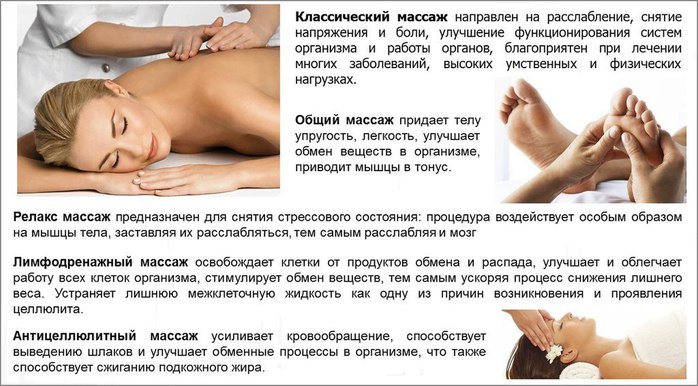 Классический массаж направлен на расслабление, снятие
напряжения и боли, улучшение функционирования систем
организма и работы органов, благоприятен при лечении
многих заболеваний, высоких умственных и физических
нагрузках.
Общий массаж придает телу
упругость, легкость, улучшает
обмен веществ в организме,
приводит мышцы в тонус.
Релакс массаж предназначен для снятия стрессового состояния: процедура воздействует особым образом
на мышцы тела, заставляя их расслабляться, тем самым расслабляя и мозг
Лимфодренажный массаж освобождает клетки от продуктов обмена и распада, улучшает и облегчает
работу всех клеток организма, стимулирует обмен веществ, тем самым ускоряя процесс снижения лишнего
веса. Устраняет лишнюю межклеточную жидкость как одну из причин возникновения и проявления
целлюлита.
Антицеллюлитный массаж усиливает кровообращение, способствует
выведению шлаков и улучшает обменные процессы в организме, что также
способствует сжиганию подкожного жира.